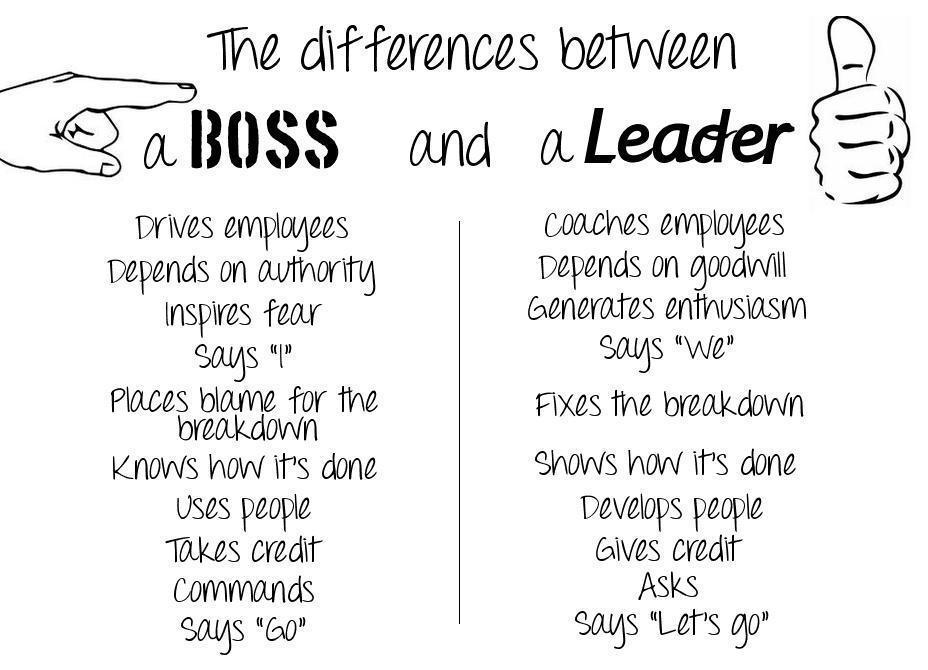 The differences between
a BOSS and a Leader
Drives employees
Depends on authority
Inspires fear
Says "I"
Places blame for the
breakdown
Knows how it's done
Uses people
Takes credit
Commands
Says "Go"
Coaches employees
Depends on goodwill
Generates enthusiasm
Says "We"
Fixes the breakdown
Shows how it's done
Develops people
Gives credit
Asks
Says "Let's go"